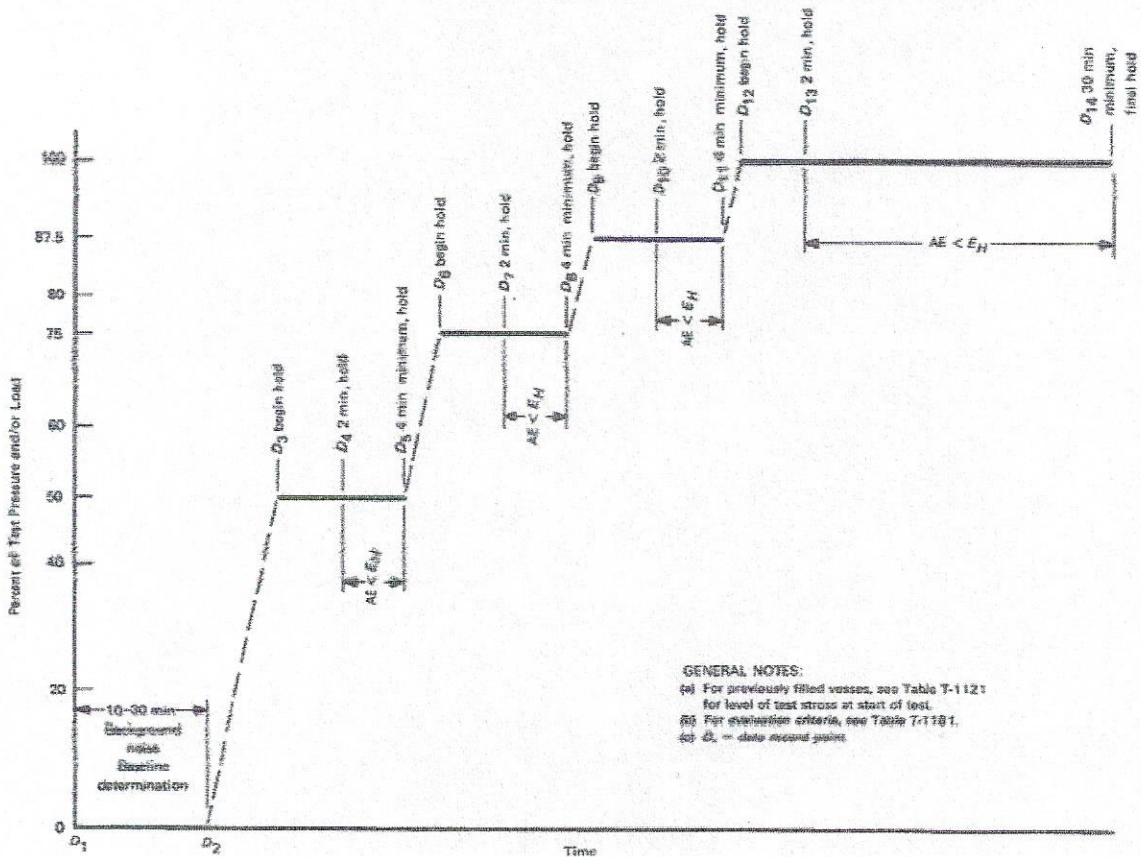 Percent of Test Pressure and/or Load
100
87.5
80
75
60
50
40
20
0
10–30 min
Background
noise
Baseline
determination
D1
D2
Time
D3 begin hold
D4 2 min, hold
D5 4 min minimum, hold
AE < EH
D6 begin hold
D7 2 min, hold
D8 4 min minimum, hold
AE < EH
D9 begin hold
D10 2 min, hold
D11 4 min minimum, hold
AE < EH
D12 begin hold
D13 2 min, hold
D14 30 min
minimum,
final hold
AE < EH
GENERAL NOTES:
(a) For previously filled vesses, see Table T-1121
for level of test stross at start of test.
(b) For evaluation criteria, see Table T-1181.
(c) D = data record point